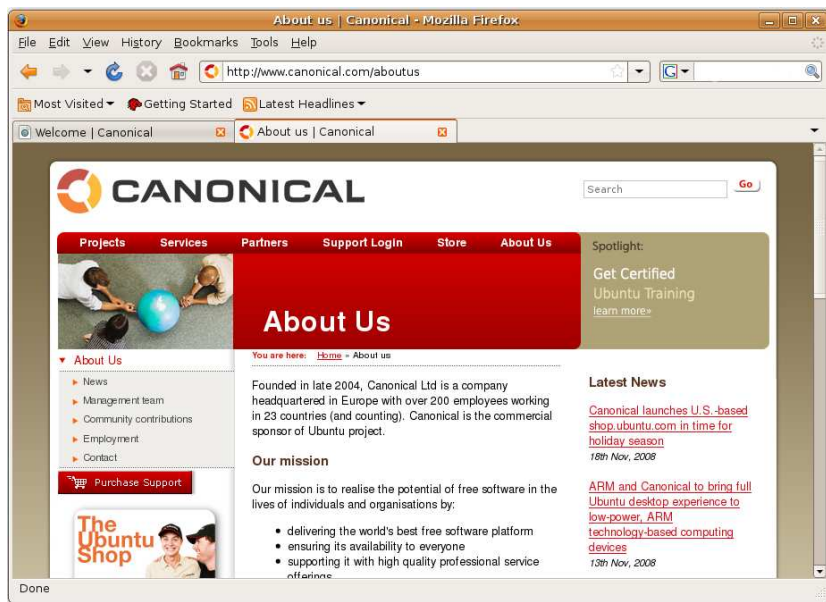 About us | Canonical - Mozilla Firefox
File Edit View History Bookmarks Tools Help
http://www.canonical.com/aboutus
G
Most Visited Getting Started Latest Headlines
Welcome | Canonical
About us | Canonical
CANONICAL
Search
Go
Projects Services Partners Support Login Store About Us
Spotlight:
Get Certified
Ubuntu Training
learn more»
About Us
About Us
News
Management team
Community contributions
Employment
Contact
Purchase Support
The
Ubuntu
Shop
You are here: Home » About us
Founded in late 2004, Canonical Ltd is a company
headquartered in Europe with over 200 employees working
in 23 countries (and counting). Canonical is the commercial
sponsor of Ubuntu project.
Our mission
Our mission is to realise the potential of free software in the
lives of individuals and organisations by:
• delivering the world's best free software platform
• ensuring its availability to everyone
• supporting it with high quality professional service
offerings
Latest News
Canonical launches U.S.-based
shop.ubuntu.com in time for
holiday season
18th Nov, 2008
ARM and Canonical to bring full
Ubuntu desktop experience to
low-power, ARM
technology-based computing
devices
13th Nov, 2008
Done